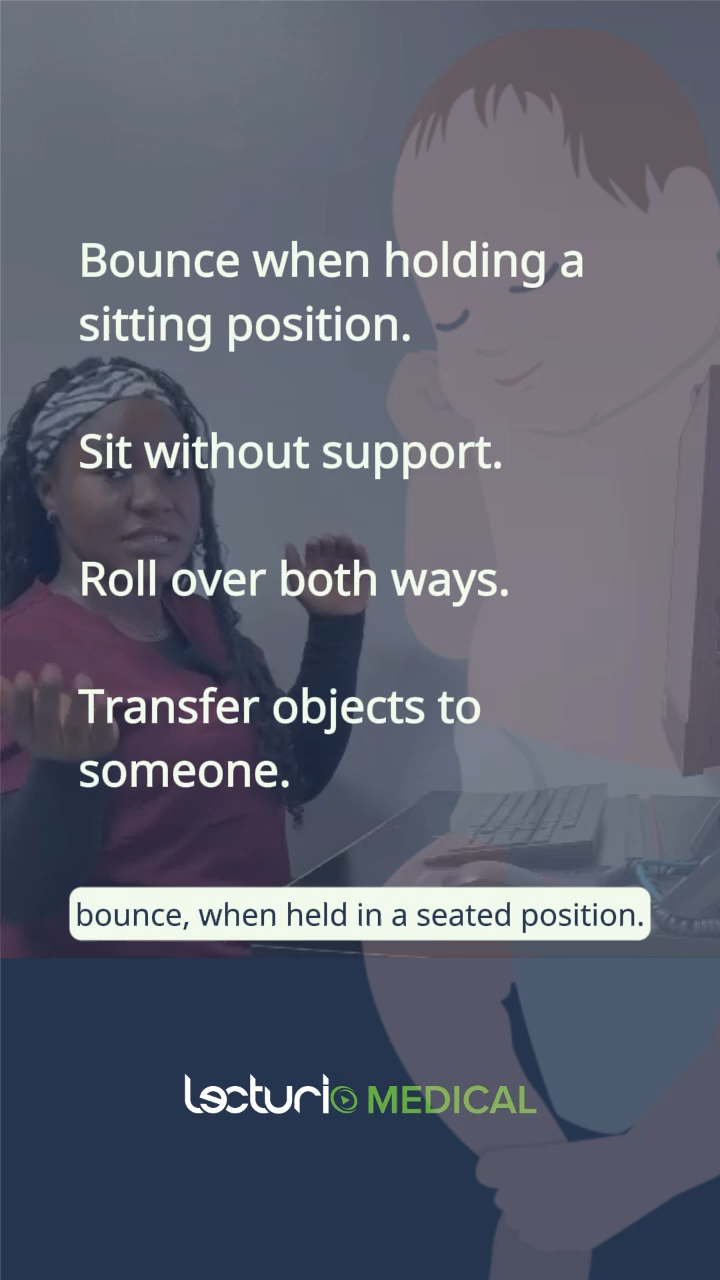 Bounce when holding a
sitting position.
Sit without support.
Roll over both ways.
Transfer objects to
someone.
bounce, when held in a seated position.
lecturio MEDICAL